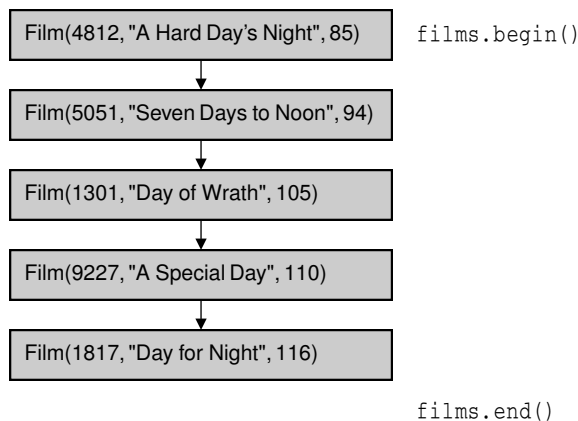 Film(4812, "A Hard Day's Night", 85) films.begin()
Film(5051, "Seven Days to Noon", 94)
Film(1301, "Day of Wrath", 105)
Film(9227, "A Special Day", 110)
Film(1817, "Day for Night", 116)
films.end()